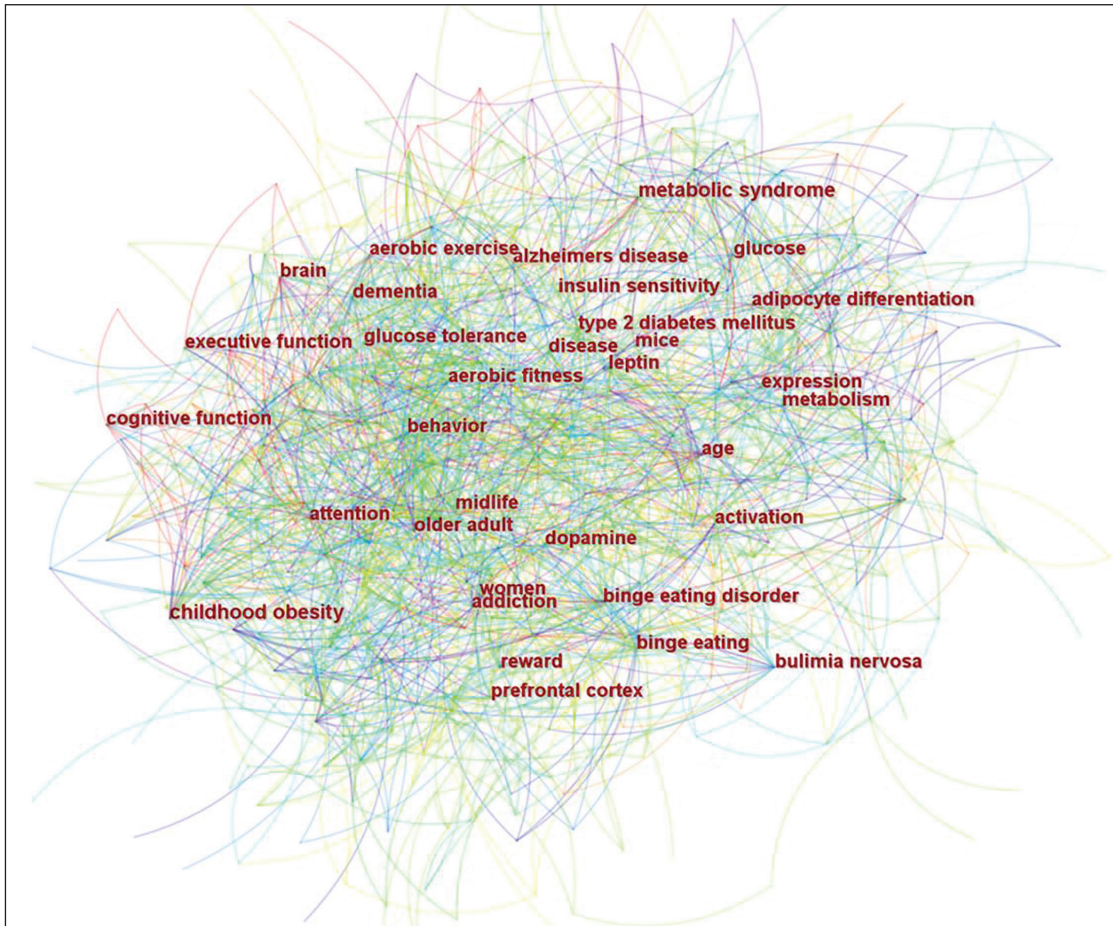 metabolic syndrome
aerobic exercise
alzheimers disease
glucose
brain
insulin sensitivity
dementia
adipocyte differentiation
type 2 diabetes mellitus
glucose tolerance
executive function
disease
mice
leptin
aerobic fitness
expression
metabolism
cognitive function
behavior
age
midlife
attention
older adult
activation
dopamine
women
addiction
binge eating disorder
childhood obesity
binge eating
reward
bulimia nervosa
prefrontal cortex